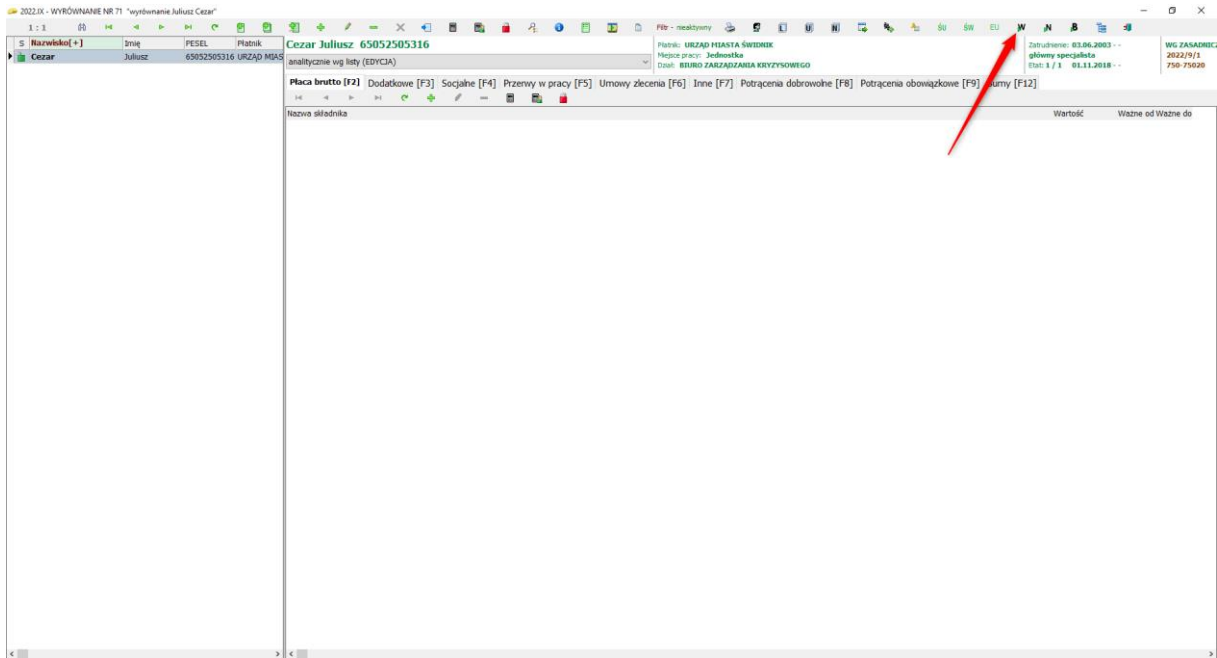 2022.IX - WYRÓWNANIE NR 71 "wyrównanie Juliusz Cezar"
1 : 1
Filtr - nieaktywny
ŚU ŚW EU W N B
S Nazwisko[+] Imię PESEL Płatnik
Cezar Juliusz 65052505316 URZĄD MIAS
Cezar Juliusz 65052505316
analitycznie wg listy (EDYCJA)
Płatnik: URZĄD MIASTA ŚWIDNIK
Miejsce pracy: Jednostka
Dział: BIURO ZARZĄDZANIA KRYZYSOWEGO
Zatrudnienie: 03.06.2003 - -
główny specjalista
Etat: 1 / 1 01.11.2018 - -
WG ZASADNICZ
2022/9/1
750-75020
Płaca brutto [F2] Dodatkowe [F3] Socjalne [F4] Przerwy w pracy [F5] Umowy zlecenia [F6] Inne [F7] Potrącenia dobrowolne [F8] Potrącenia obowiązkowe [F9] Sumy [F12]
Nazwa składnika Wartość Ważne od Ważne do